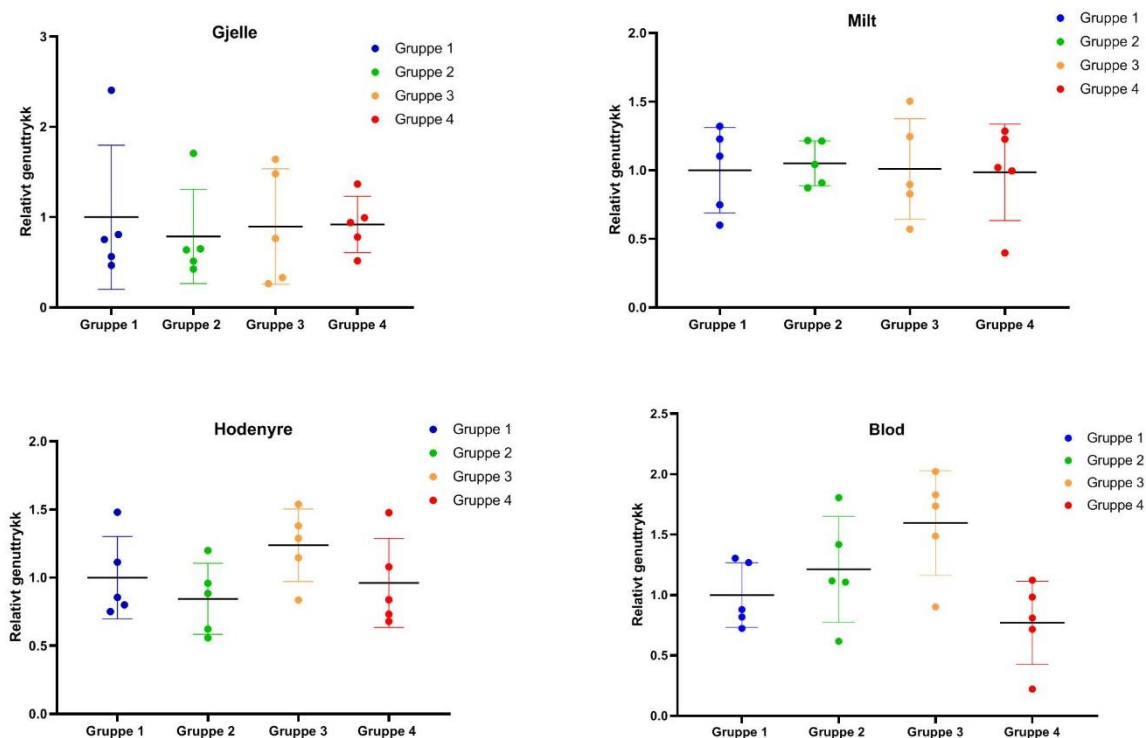 Gjelle
Relativt genuttrykk
3
2
1
0
Gruppe 1
Gruppe 2
Gruppe 3
Gruppe 4
Gruppe 1
Gruppe 2
Gruppe 3
Gruppe 4
Milt
Relativt genuttrykk
2.0
1.5
1.0
0.5
0.0
Gruppe 1
Gruppe 2
Gruppe 3
Gruppe 4
Gruppe 1
Gruppe 2
Gruppe 3
Gruppe 4
Hodenyre
Relativt genuttrykk
2.0
1.5
1.0
0.5
0.0
Gruppe 1
Gruppe 2
Gruppe 3
Gruppe 4
Gruppe 1
Gruppe 2
Gruppe 3
Gruppe 4
Blod
Relativt genuttrykk
2.5
2.0
1.5
1.0
0.5
0.0
Gruppe 1
Gruppe 2
Gruppe 3
Gruppe 4
Gruppe 1
Gruppe 2
Gruppe 3
Gruppe 4